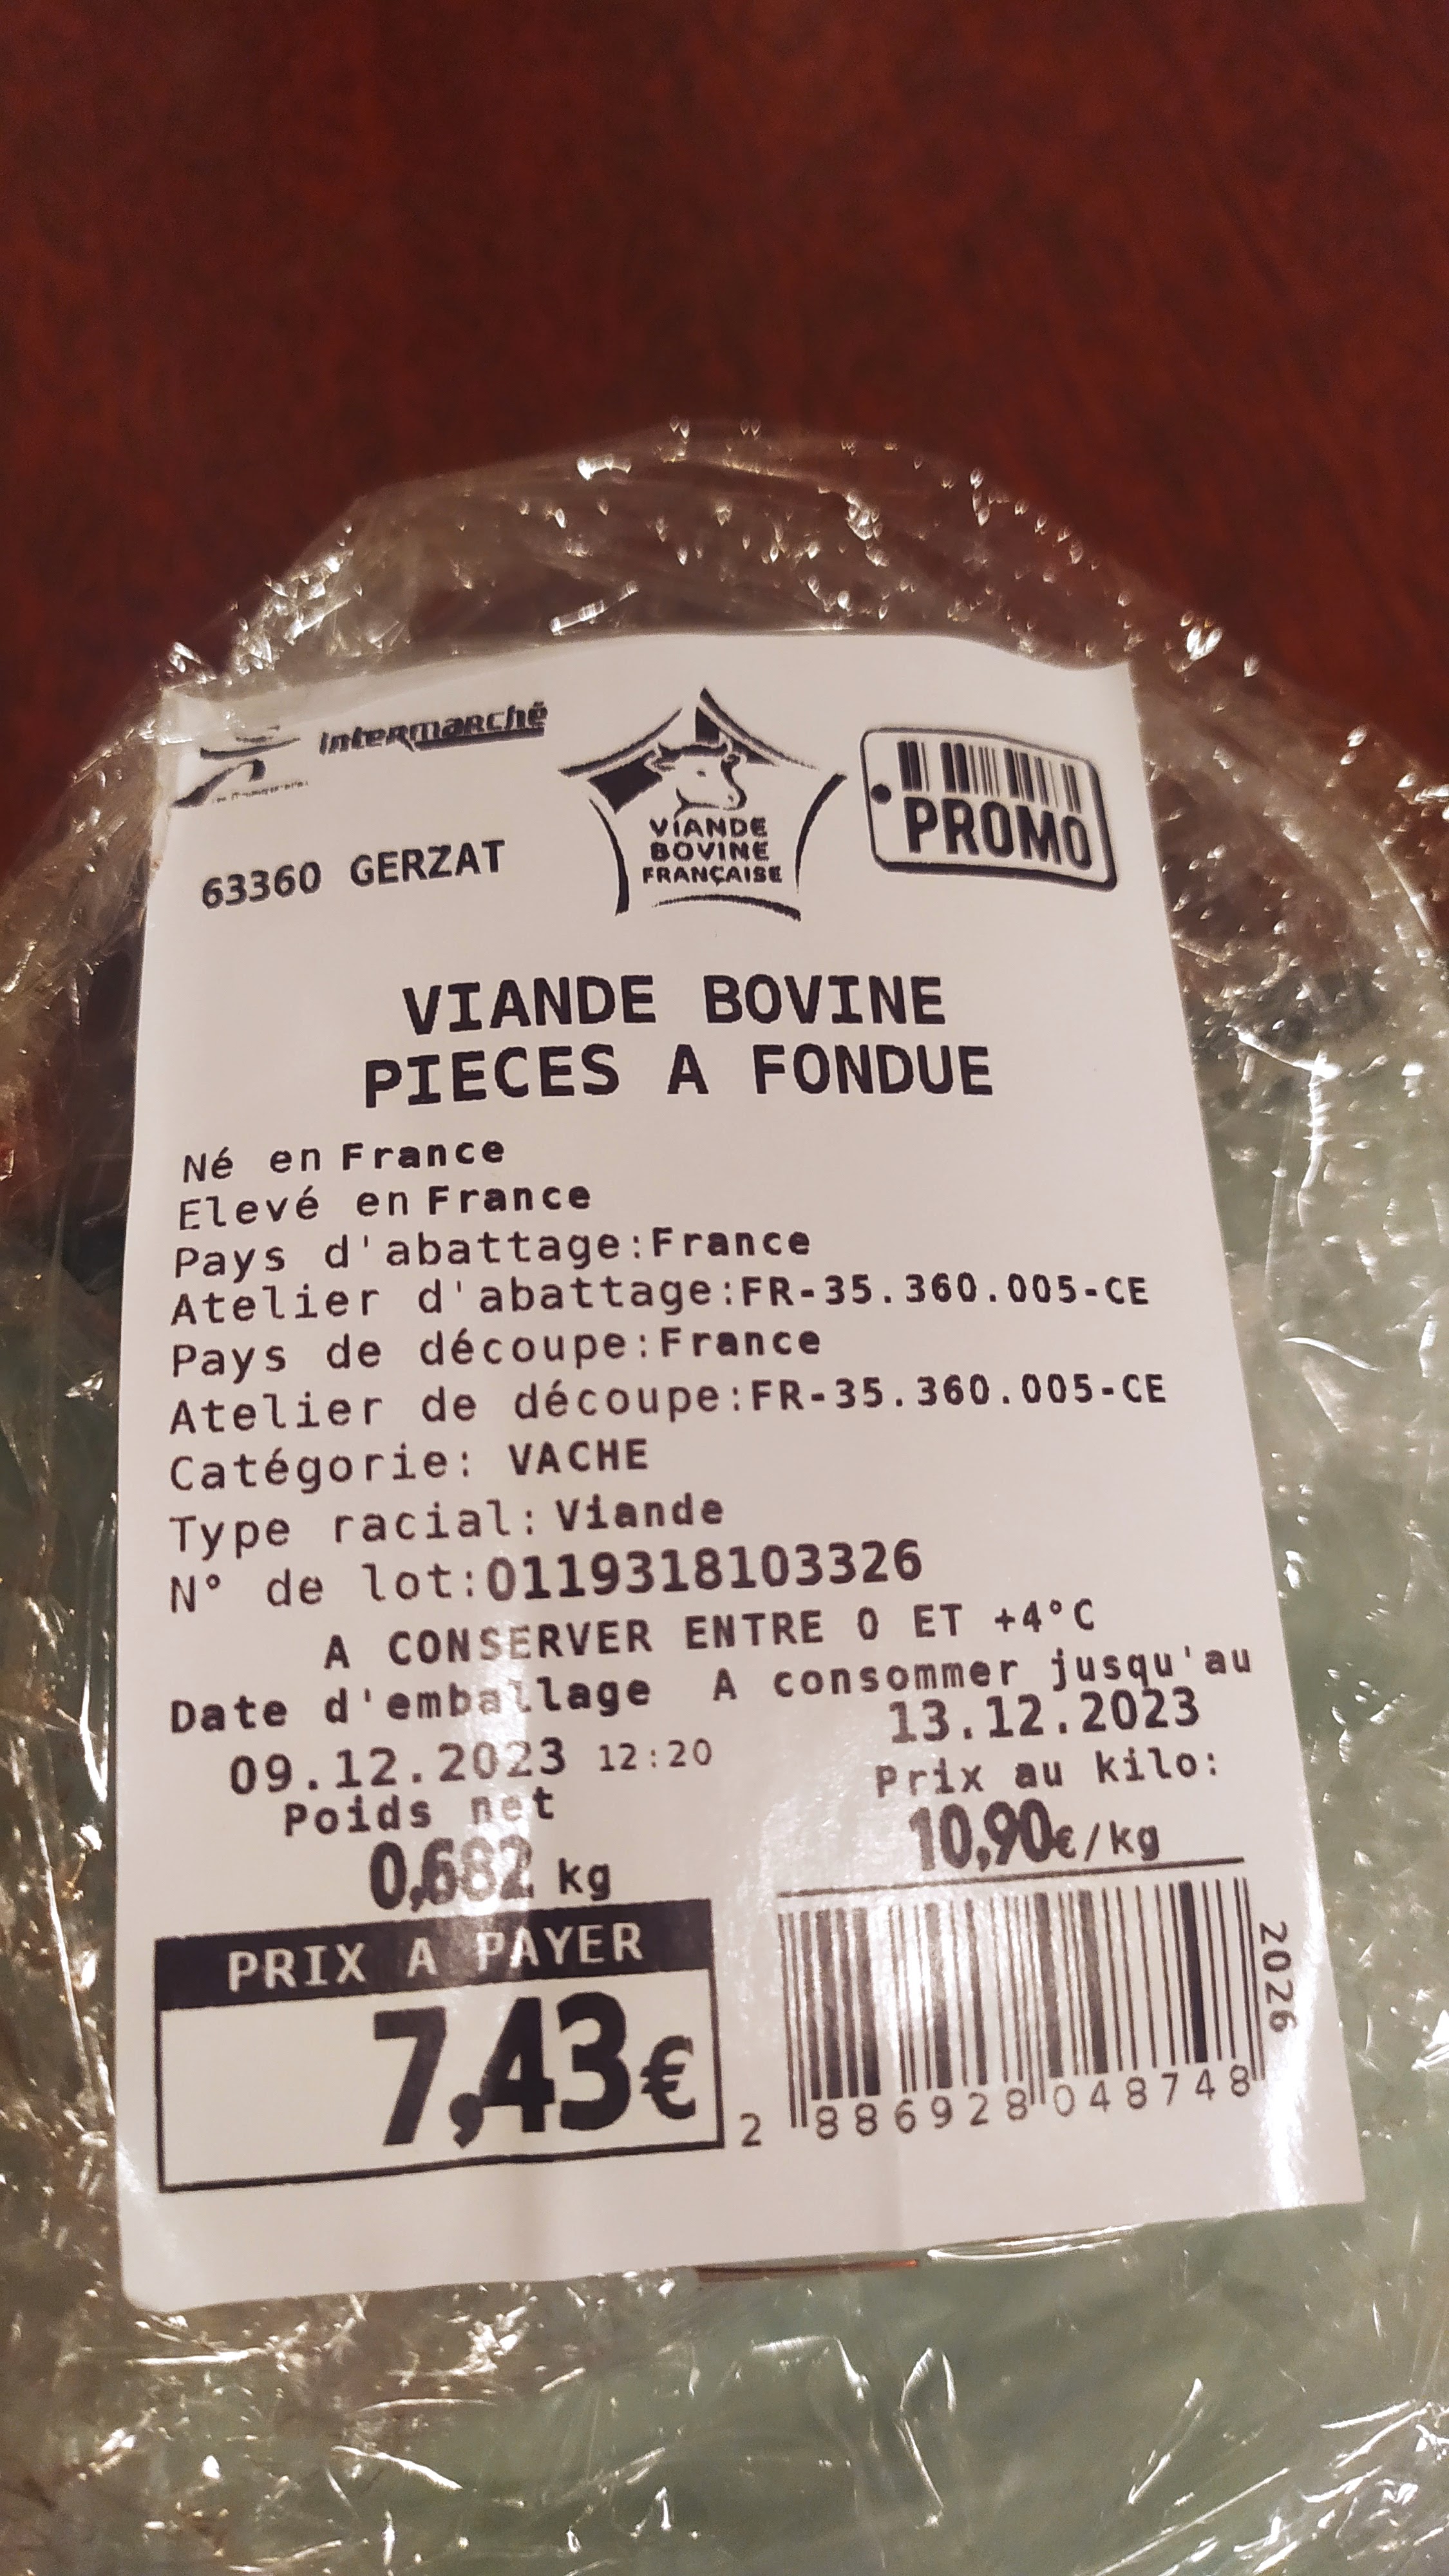 Intermarché
63360 GERZAT
VIANDE
BOVINE
FRANÇAISE
PROMO
VIANDE BOVINE
PIECES A FONDUE
Né en France
Elevé en France
Pays d'abattage:France
Atelier d'abattage:FR-35.360.005-CE
Pays de découpe:France
Atelier de découpe:FR-35.360.005-CE
Catégorie: VACHE
Type racial:Viande
N° de lot:0119318103326
A CONSERVER ENTRE 0 ET +4°C
Date d'emballage
09.12.2023 12:20
A consommer jusqu'au
13.12.2023
Poids net
0,682 kg
Prix au kilo:
10,90€/kg
PRIX A PAYER
7,43€
2 886928 048748
2026